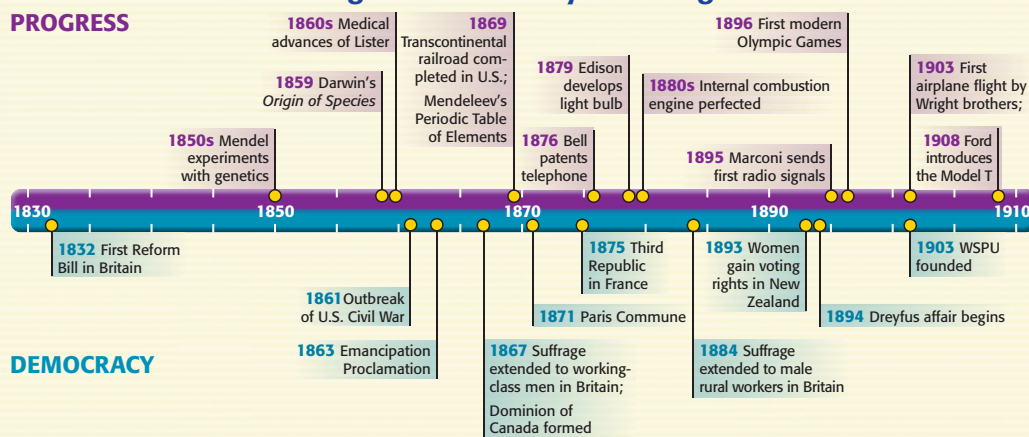 PROGRESS
1860s Medical
advances of Lister
1859 Darwin's
Origin of Species
1850s Mendel
experiments
with genetics
1869
Transcontinental
railroad com-
pleted in U.S.;
Mendeleev's
Periodic Table
of Elements
1876 Bell
patents
telephone
1879 Edison
develops
light bulb
1880s Internal combustion
engine perfected
1896 First modern
Olympic Games
1895 Marconi sends
first radio signals
1903 First
airplane flight by
Wright brothers;
1908 Ford
introduces
the Model T
1830
1850
1870
1890
1910
1832 First Reform
Bill in Britain
1861 Outbreak
of U.S. Civil War
1863 Emancipation
Proclamation
1867 Suffrage
extended to working-
class men in Britain;
Dominion of
Canada formed
1871 Paris Commune
1875 Third
Republic
in France
1884 Suffrage
extended to male
rural workers in Britain
1893 Women
gain voting
rights in New
Zealand
1894 Dreyfus affair begins
1903 WSPU
founded
DEMOCRACY